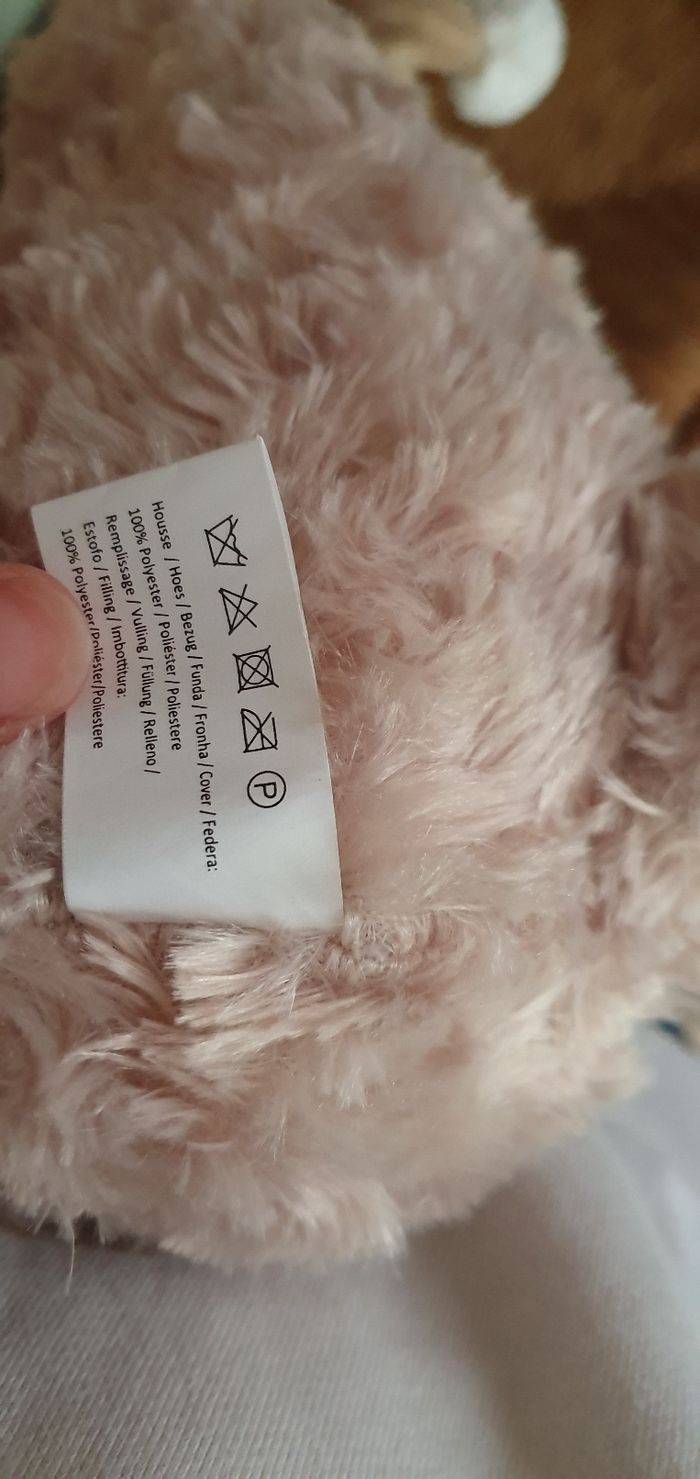 P
Housse / Hoes / Bezug / Funda / Fronha / Cover / Federa:
100% Polyester / Poliéster / Poliestere
Remplissage / Vulling / Füllung / Relleno /
Estofo / Filling / Imbottitura:
100% Polyester/Poliéster/Poliestere